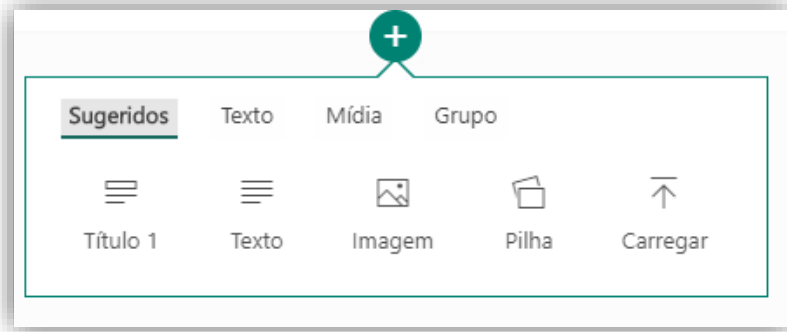 Sugeridos Texto Mídia Grupo
Título 1 Texto Imagem Pilha Carregar